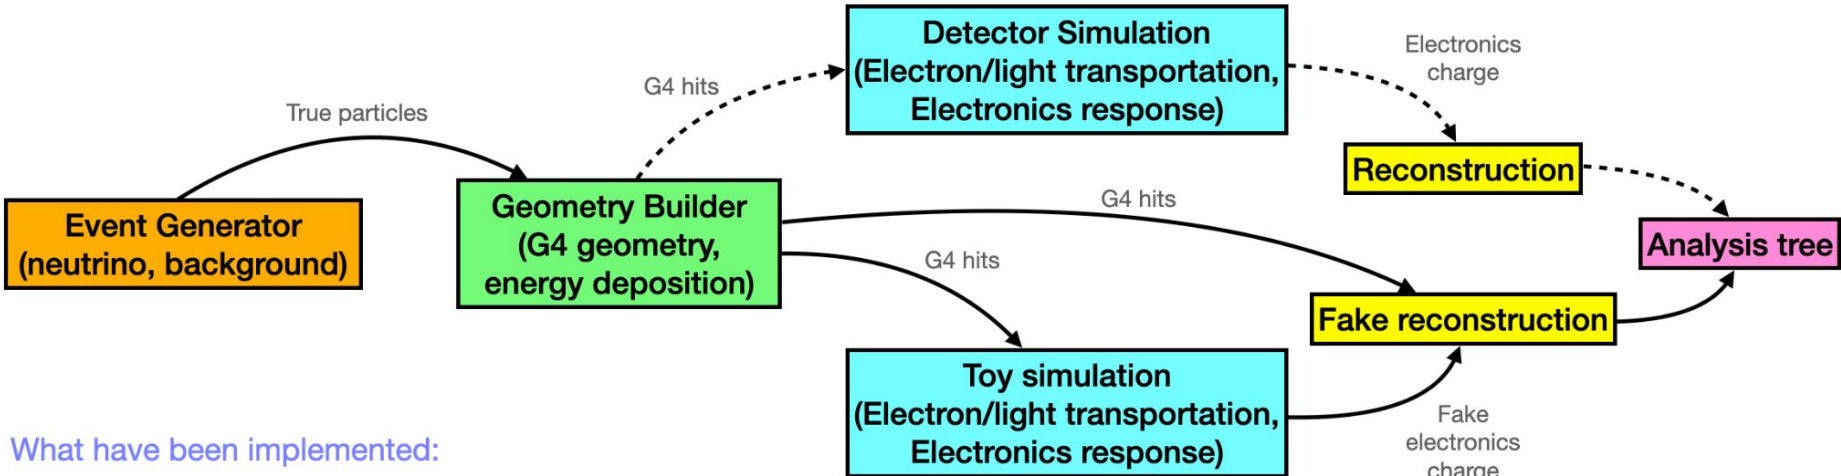 Detector Simulation
(Electron/light transportation,
Electronics response)
Electronics
charge
G4 hits
True particles
Reconstruction
Geometry Builder
(G4 geometry,
energy deposition)
G4 hits
Event Generator
(neutrino, background)
Analysis tree
G4 hits
Fake reconstruction
Toy simulation
(Electron/light transportation,
Electronics response)
Fake
electronics
charge
What have been implemented: